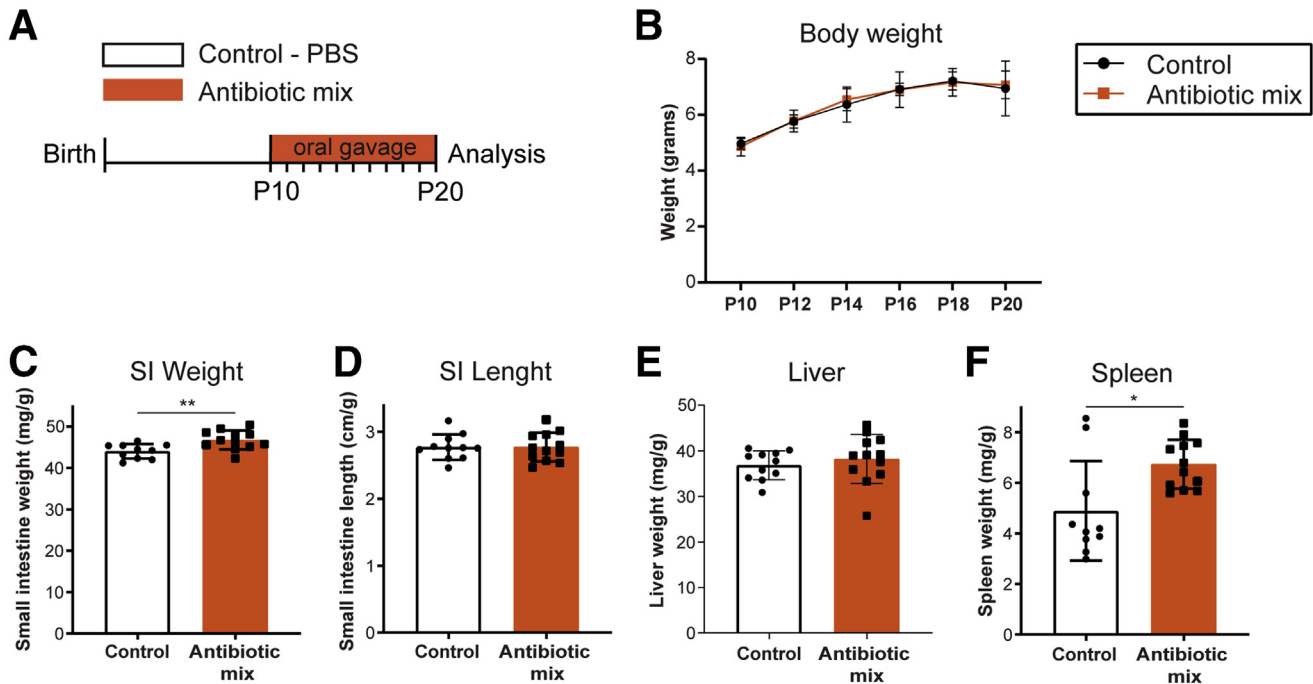 A
Control - PBS
Antibiotic mix
Birth
oral gavage
Analysis
P10
P20
B
Body weight
Weight (grams)
8
6
4
2
0
P10 P12 P14 P16 P18 P20
Control
Antibiotic mix
C
SI Weight
Small intestine weight (mg/g)
**
50
40
30
20
10
0
Control
Antibiotic
mix
D
SI Lenght
Small intestine length (cm/g)
3
2
1
0
Control
Antibiotic
mix
E
Liver
Liver weight (mg/g)
50
40
30
20
10
0
Control
Antibiotic
mix
F
Spleen
Spleen weight (mg/g)
*
8
6
4
2
0
Control
Antibiotic
mix